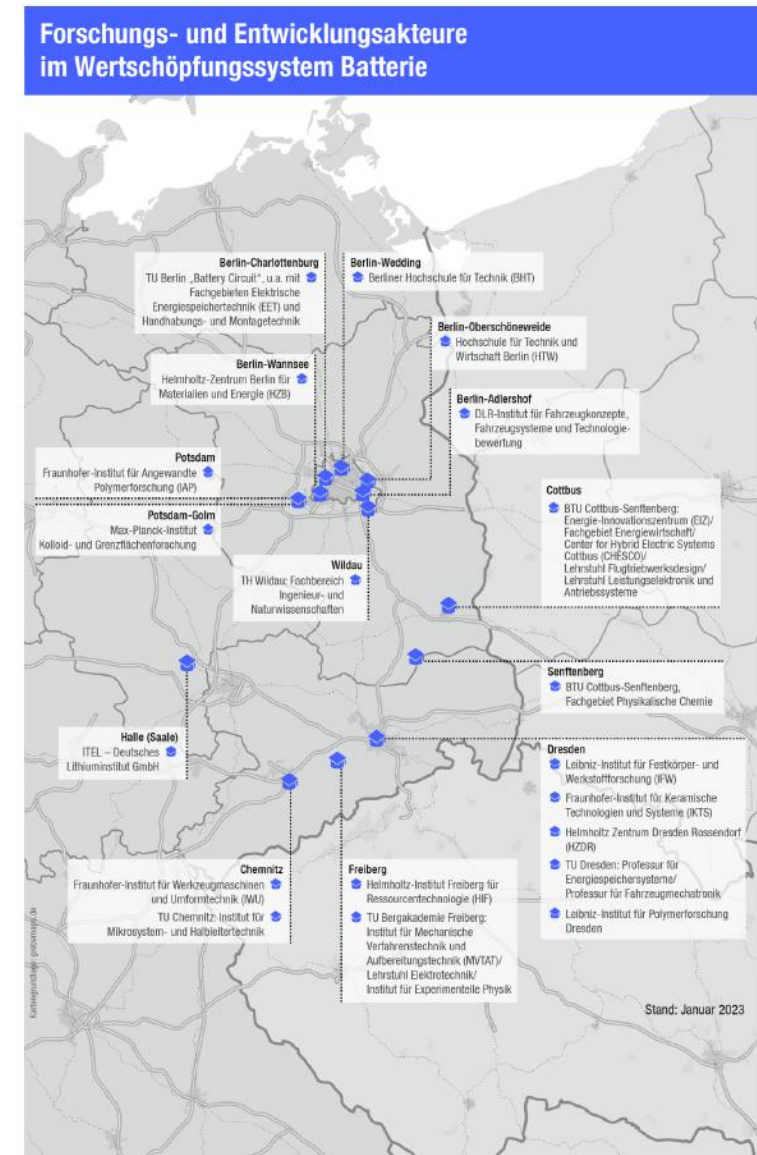 Forschungs- und Entwicklungsakteure
im Wertschöpfungssystem Batterie
Berlin-Charlottenburg
TU Berlin „Battery Circuit“, u.a. mit
Fachgebieten Elektrische
Energiespeichertechnik (EET) und
Handhabungs- und Montagetechnik
Berlin-Wedding
Berliner Hochschule für Technik (BHT)
Berlin-Oberschöneweide
Hochschule für Technik und
Wirtschaft Berlin (HTW)
Berlin-Wannsee
Helmholtz-Zentrum Berlin für
Materialien und Energie (HZB)
Berlin-Adlershof
DLR-Institut für Fahrzeugkonzepte,
Fahrzeugsysteme und Technologie-
bewertung
Potsdam
Fraunhofer-Institut für Angewandte
Polymerforschung (IAP)
Potsdam-Golm
Max-Planck-Institut
Kolloid- und Grenzflächenforschung
Cottbus
BTU Cottbus-Senftenberg:
Energie-Innovationszentrum (EIZ)/
Fachgebiet Energiewirtschaft/
Center for Hybrid Electric Systems
Cottbus (CHESCO)/
Lehrstuhl Flugtriebwerksdesign/
Lehrstuhl Leistungselektronik und
Antriebssysteme
Wildau
TH Wildau: Fachbereich
Ingenieur- und
Naturwissenschaften
Senftenberg
BTU Cottbus-Senftenberg,
Fachgebiet Physikalische Chemie
Halle (Saale)
ITEL – Deutsches
Lithiuminstitut GmbH
Dresden
Leibniz-Institut für Festkörper- und
Werkstoffforschung (IFW)
Fraunhofer-Institut für Keramische
Technologien und Systeme (IKTS)
Helmholtz Zentrum Dresden Rossendorf
(HZDR)
TU Dresden: Professur für
Energiespeichersysteme/
Professur für Fahrzeugmechatronik
Leibniz-Institut für Polymerforschung
Dresden
Chemnitz
Fraunhofer-Institut für Werkzeugmaschinen
und Umformtechnik (IWU)
TU Chemnitz: Institut für
Mikrosystem- und Halbleitertechnik
Freiberg
Helmholtz-Institut Freiberg für
Ressourcentechnologie (HIF)
TU Bergakademie Freiberg:
Institut für Mechanische
Verfahrenstechnik und
Aufbereitungstechnik (MVTAT)/
Lehrstuhl Elektrotechnik/
Institut für Experimentelle Physik
Stand: Januar 2023
Kartengrundlage: grebemaps.de